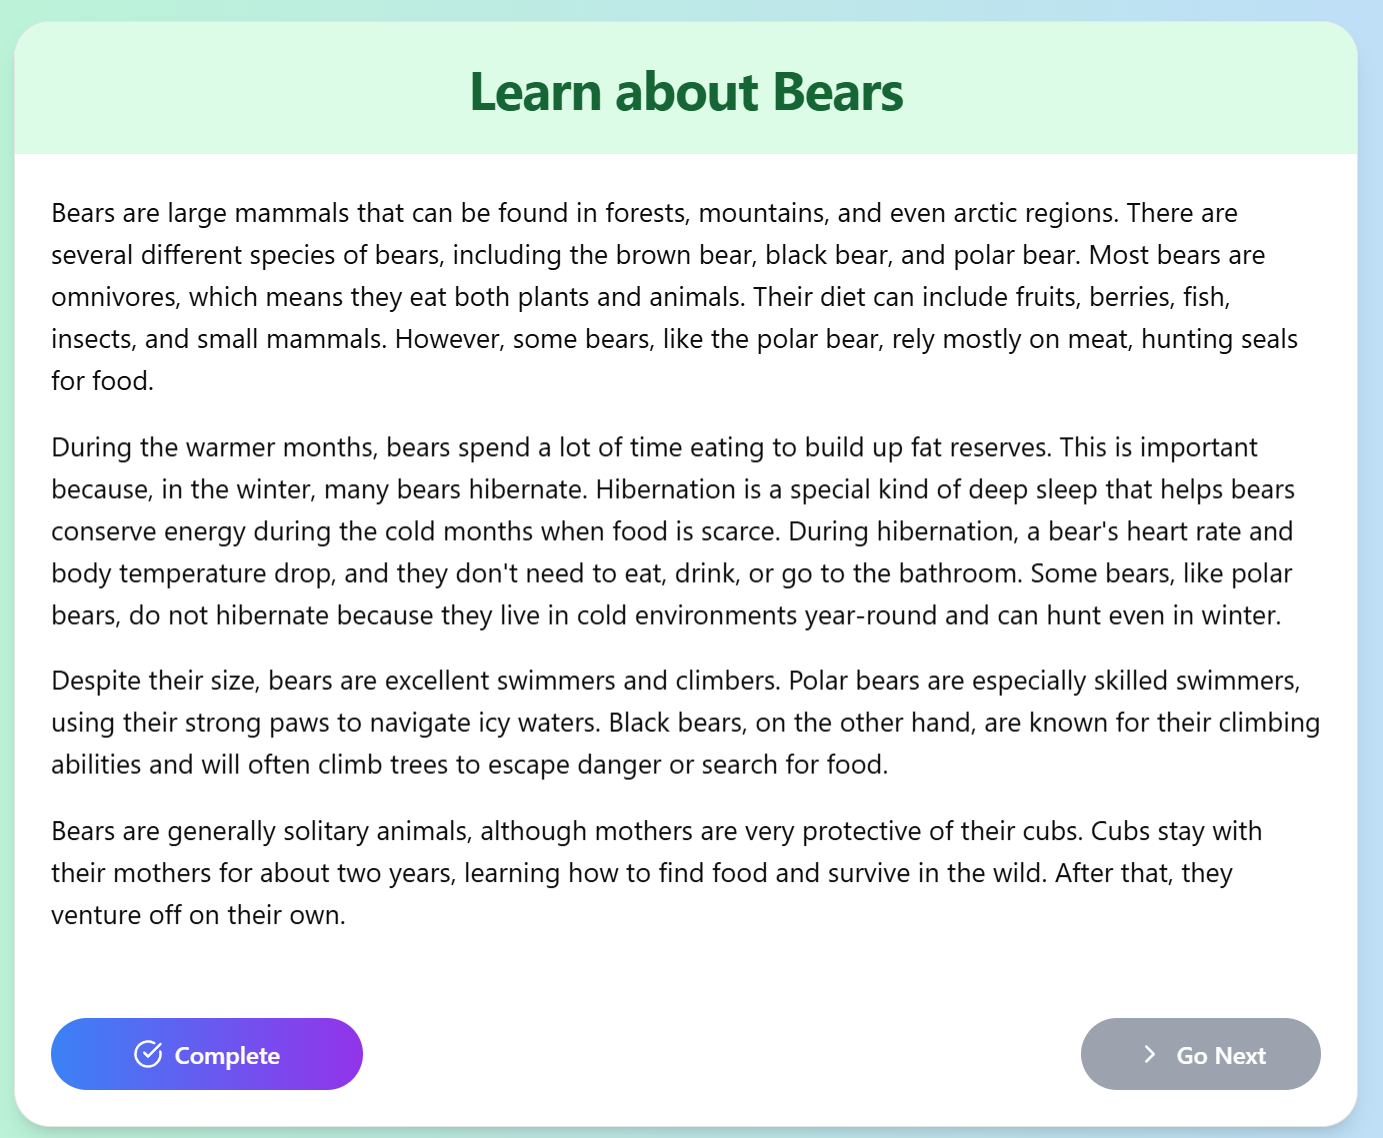 Learn about Bears
Bears are large mammals that can be found in forests, mountains, and even arctic regions. There are
several different species of bears, including the brown bear, black bear, and polar bear. Most bears are
omnivores, which means they eat both plants and animals. Their diet can include fruits, berries, fish,
insects, and small mammals. However, some bears, like the polar bear, rely mostly on meat, hunting seals
for food.
During the warmer months, bears spend a lot of time eating to build up fat reserves. This is important
because, in the winter, many bears hibernate. Hibernation is a special kind of deep sleep that helps bears
conserve energy during the cold months when food is scarce. During hibernation, a bear's heart rate and
body temperature drop, and they don't need to eat, drink, or go to the bathroom. Some bears, like polar
bears, do not hibernate because they live in cold environments year-round and can hunt even in winter.
Despite their size, bears are excellent swimmers and climbers. Polar bears are especially skilled swimmers,
using their strong paws to navigate icy waters. Black bears, on the other hand, are known for their climbing
abilities and will often climb trees to escape danger or search for food.
Bears are generally solitary animals, although mothers are very protective of their cubs. Cubs stay with
their mothers for about two years, learning how to find food and survive in the wild. After that, they
venture off on their own.
Complete
Go Next